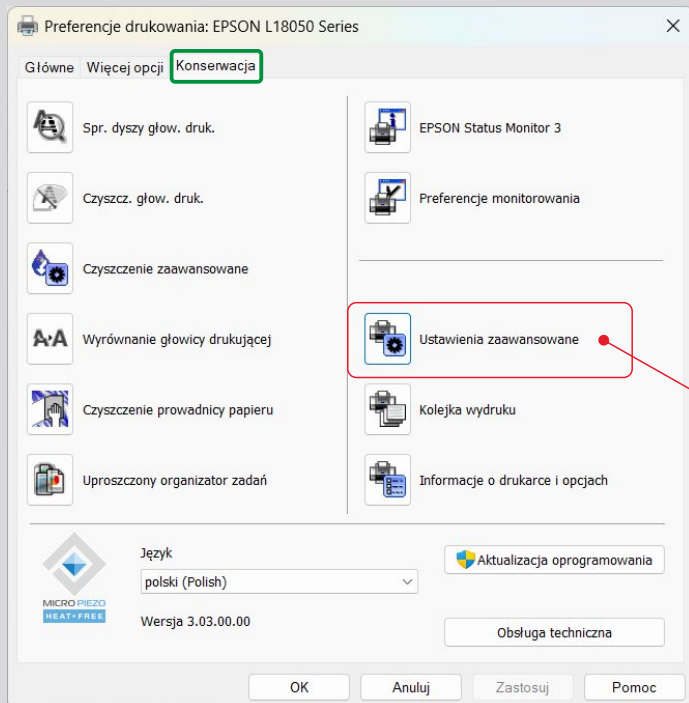 Preferencje drukowania: EPSON L18050 Series
Główne Więcej opcji Konserwacja
Spr. dyszy głow. druk.
Czyszcz. głow. druk.
Czyszczenie zaawansowane
Wyrównanie głowicy drukującej
Czyszczenie prowadnicy papieru
Uproszczony organizator zadań
EPSON Status Monitor 3
Preferencje monitorowania
Ustawienia zaawansowane
Kolejka wydruku
Informacje o drukarce i opcjach
MICRO PIEZO
HEAT-FREE
Język
polski (Polish)
Wersja 3.03.00.00
Aktualizacja oprogramowania
Obsługa techniczna
OK Anuluj Zastosuj Pomoc